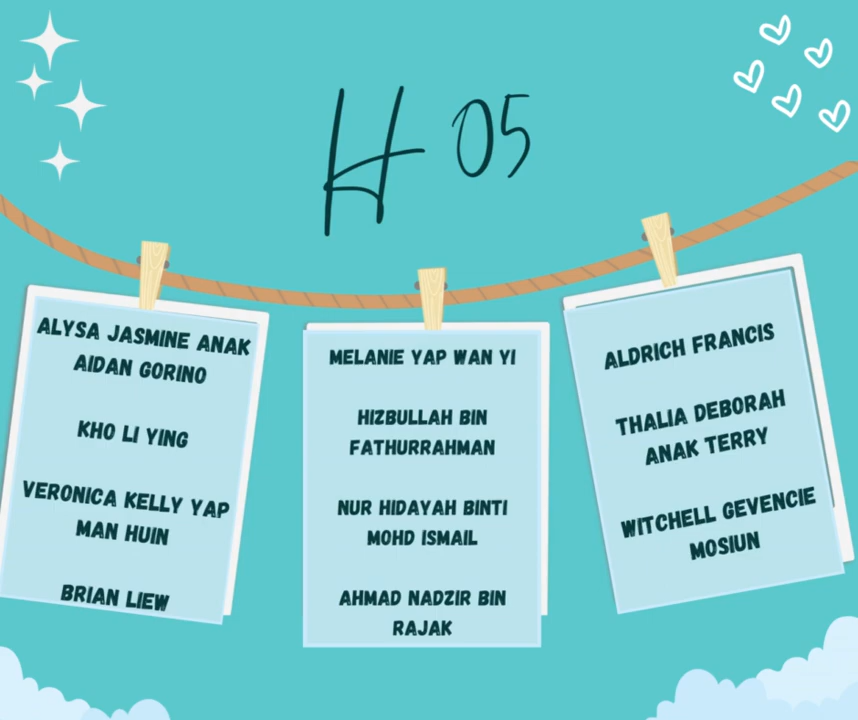 H 05
ALYSA JASMINE ANAK
AIDAN GORINO
KHO LI YING
VERONICA KELLY YAP
MAN HUIN
BRIAN LIEW
MELANIE YAP WAN YI
HIZBULLAH BIN
FATHURRAHMAN
NUR HIDAYAH BINTI
MOHD ISMAIL
AHMAD NADZIR BIN
RAJAK
ALDRICH FRANCIS
THALIA DEBORAH
ANAK TERRY
WITCHELL GEVENCIE
MOSIUN